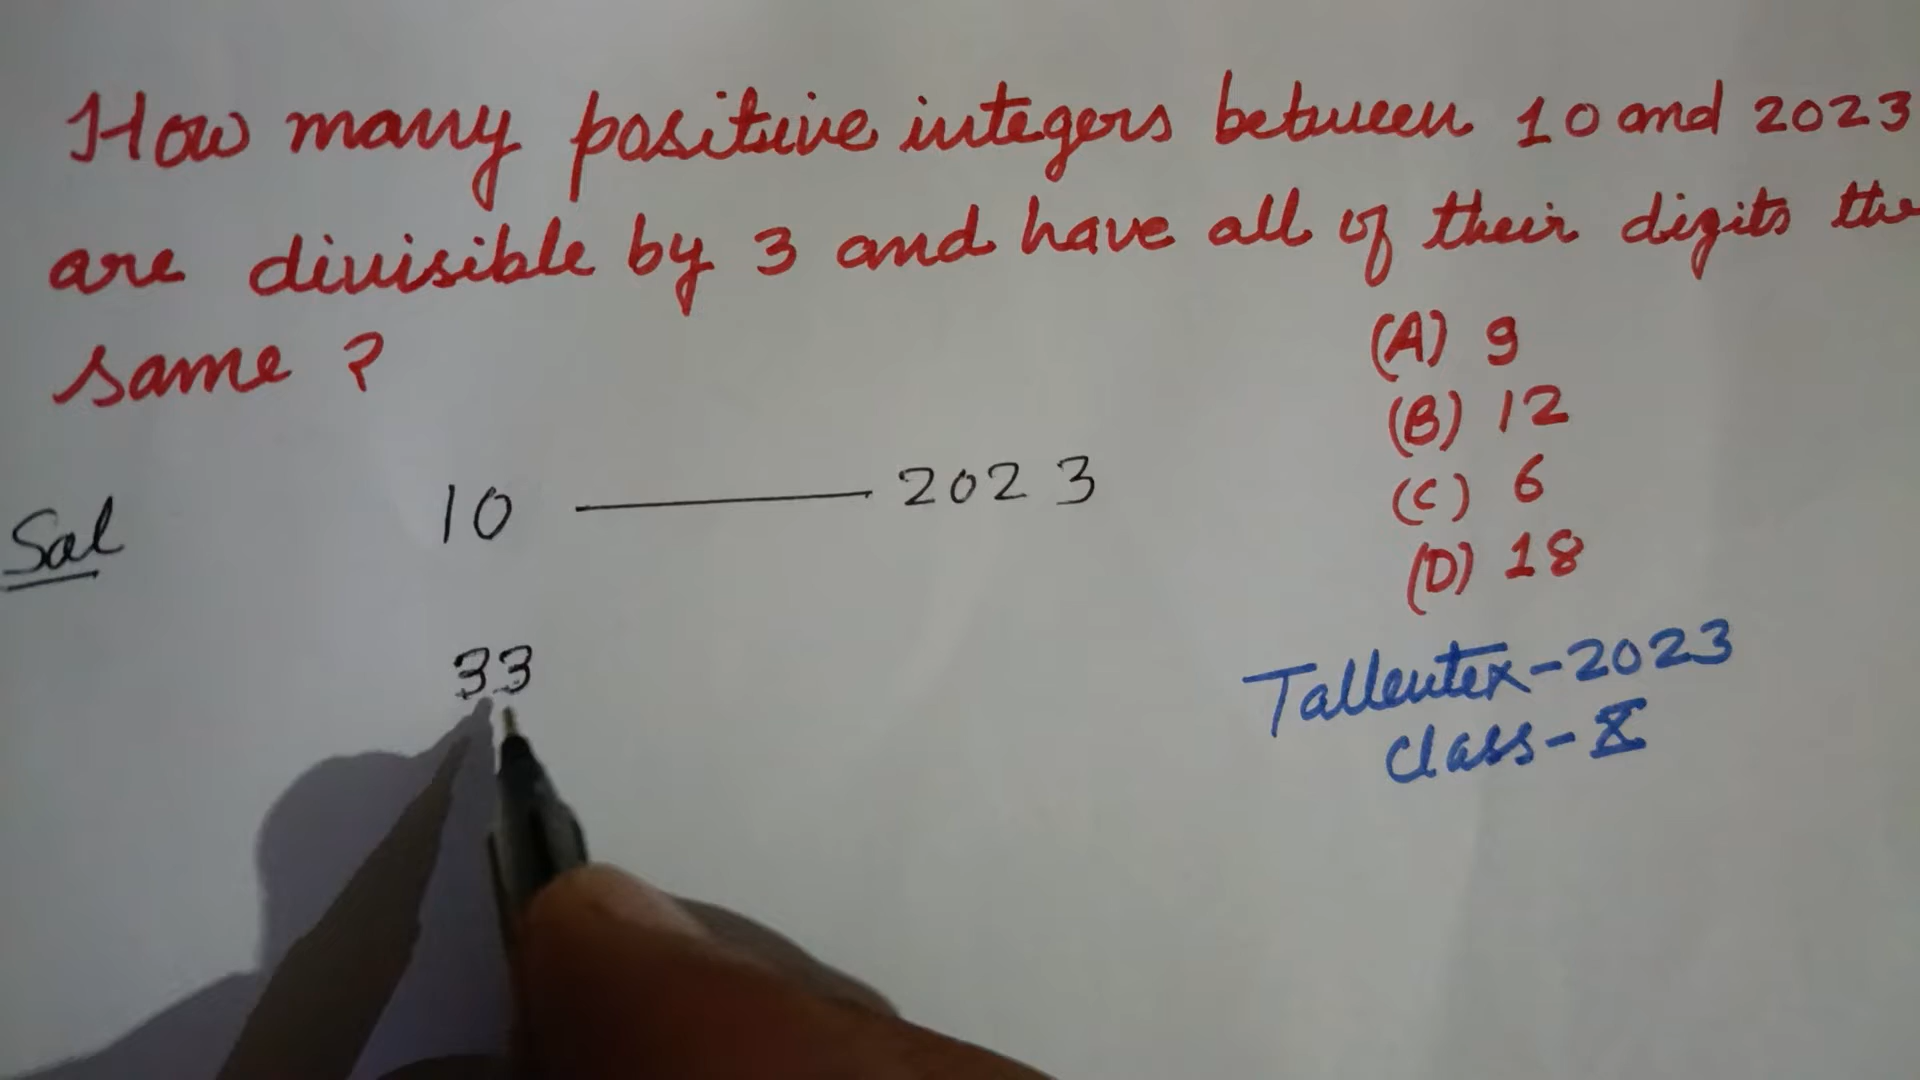 How many positive integers between 10 and 2023
are divisible by 3 and have all of their digits the
same ?
(A) 9
(B) 12
(C) 6
(D) 18
Sol 10 — 2023
33
Tallentex-2023
class-X